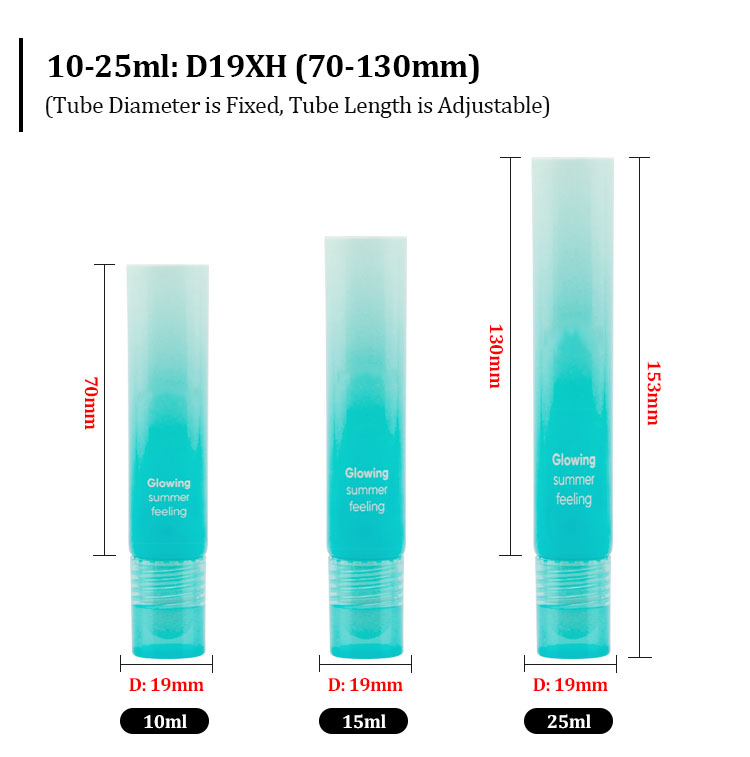 10-25ml: D19XH (70-130mm)
(Tube Diameter is Fixed, Tube Length is Adjustable)
70mm
Glowing
summer
feeling
Glowing
summer
feeling
130mm
Glowing
summer
feeling
153mm
D: 19mm
D: 19mm
D: 19mm
10ml
15ml
25ml